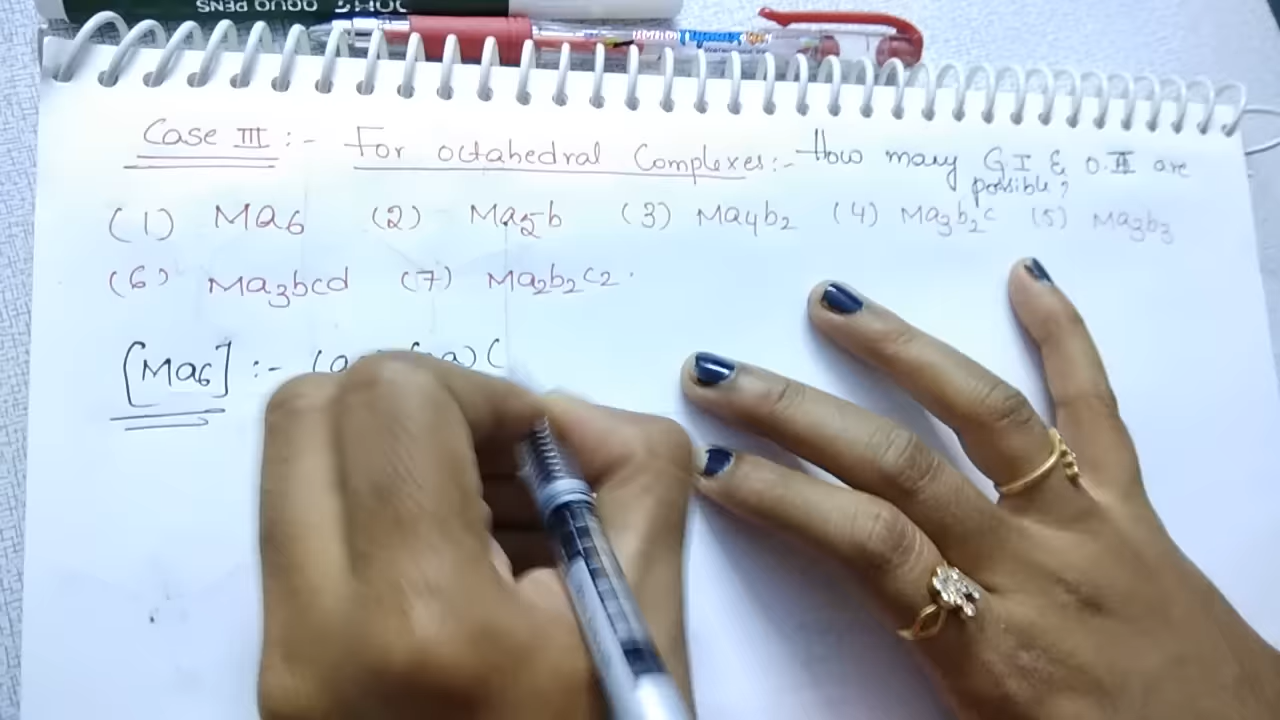 Case III :- For octahedral Complexes:- How many G I & O.I are
possible?
(1) Ma6 (2) Ma5b (3) Ma4b2 (4) Ma3b2c (5) Ma3b3
(6) Ma3bcd (7) Ma2b2c2.
[Ma6] :- (a a) (